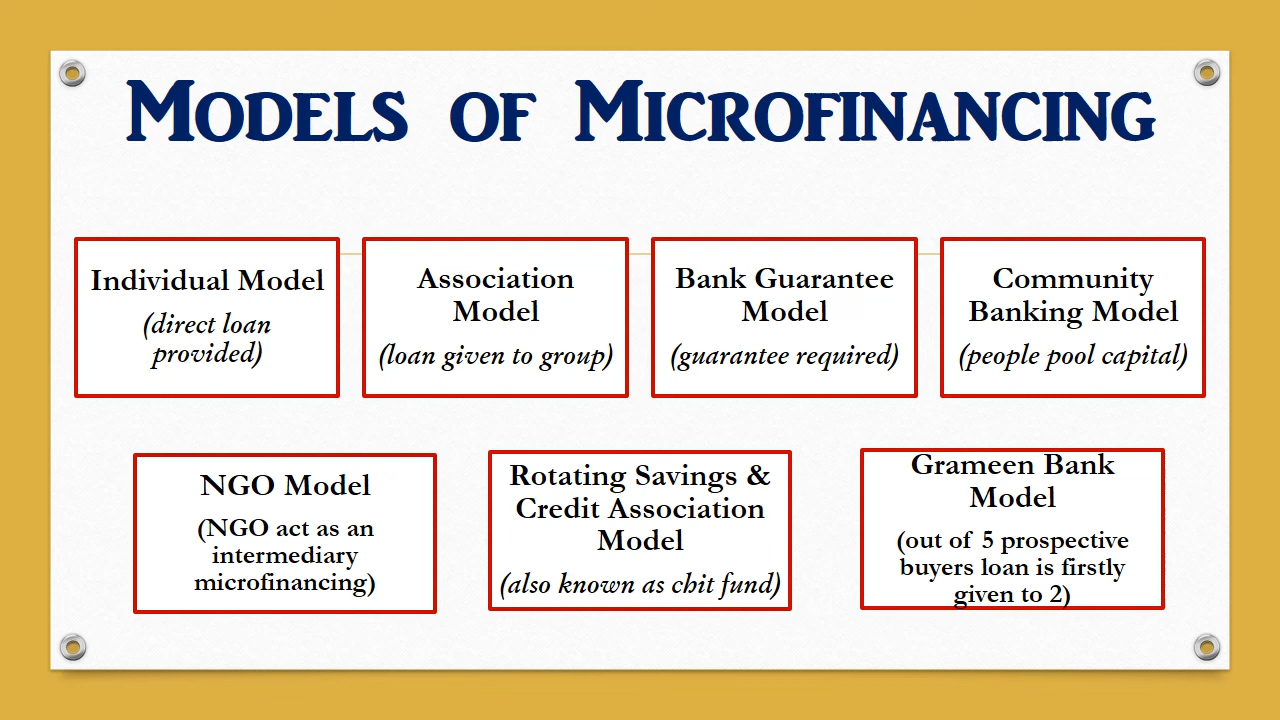 MODELS OF MICROFINANCING
Individual Model
(direct loan
provided)
Association
Model
(loan given to group)
Bank Guarantee
Model
(guarantee required)
Community
Banking Model
(people pool capital)
NGO Model
(NGO act as an
intermediary
microfinancing)
Rotating Savings &
Credit Association
Model
(also known as chit fund)
Grameen Bank
Model
(out of 5 prospective
buyers loan is firstly
given to 2)